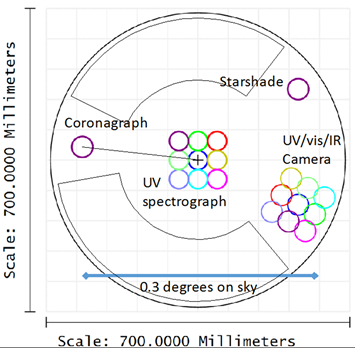 Starshade
Coronagraph
UV/vis/IR
Camera
UV
spectrograph
0.3 degrees on sky
Scale: 700.0000 Millimeters
Scale: 700.0000 Millimeters